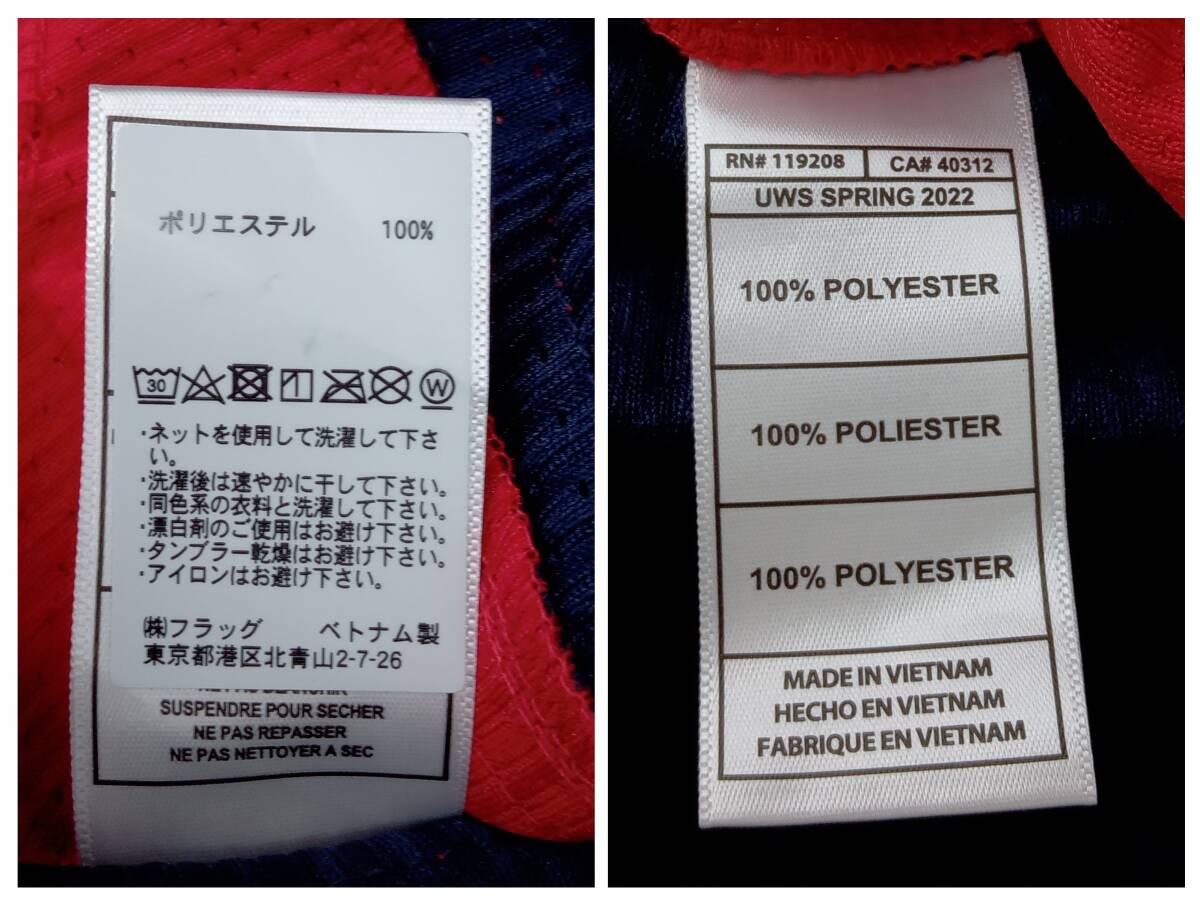 ポリエステル 100%
30
W
・ネットを使用して洗濯して下さ
い。
・洗濯後は速やかに干して下さい。
・同色系の衣料と洗濯して下さい。
・漂白剤のご使用はお避け下さい。
・タンブラー乾燥はお避け下さい。
・アイロンはお避け下さい。
㈱フラッグ ベトナム製
東京都港区北青山2-7-26
SUSPENDRE POUR SECHER
NE PAS REPASSER
NE PAS NETTOYER A SEC
RN# 119208 CA# 40312
UWS SPRING 2022
100% POLYESTER
100% POLIESTER
100% POLYESTER
MADE IN VIETNAM
HECHO EN VIETNAM
FABRIQUE EN VIETNAM